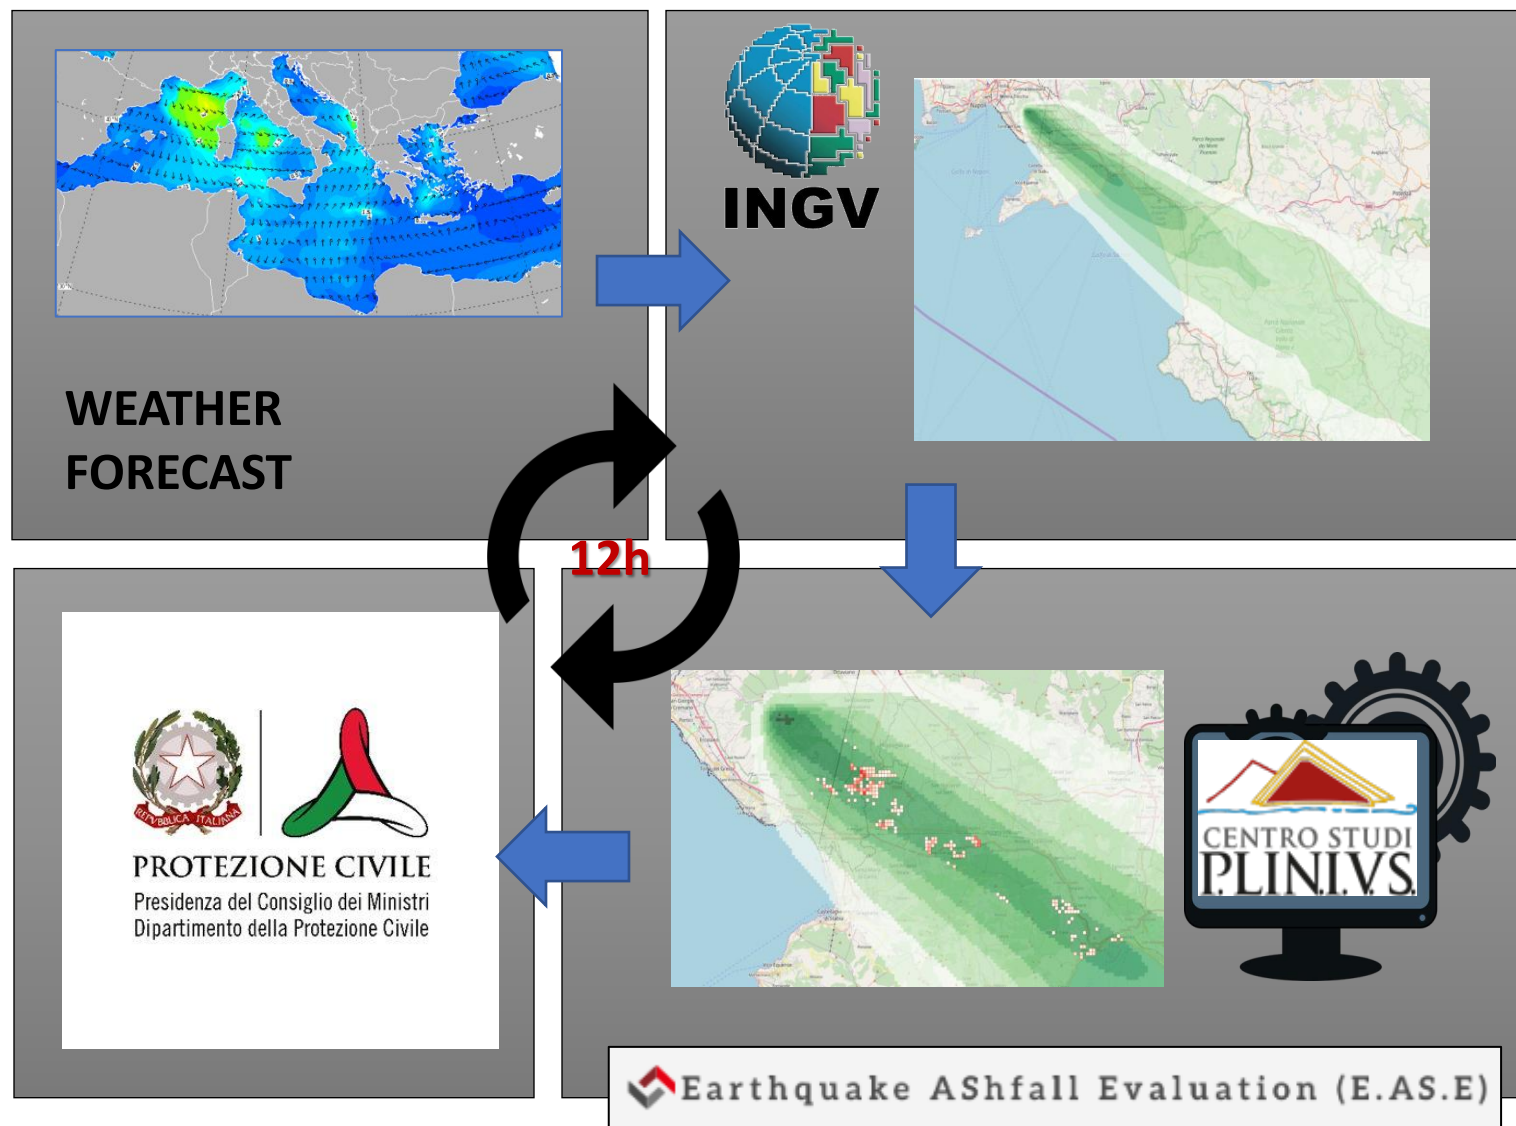 INGV
WEATHER
FORECAST
12h
REPVBBLICA ITALIANA
PROTEZIONE CIVILE
Presidenza del Consiglio dei Ministri
Dipartimento della Protezione Civile
CENTRO STUDI
P.L.I.N.I.V.S.
Earthquake AShfall Evaluation (E.AS.E)